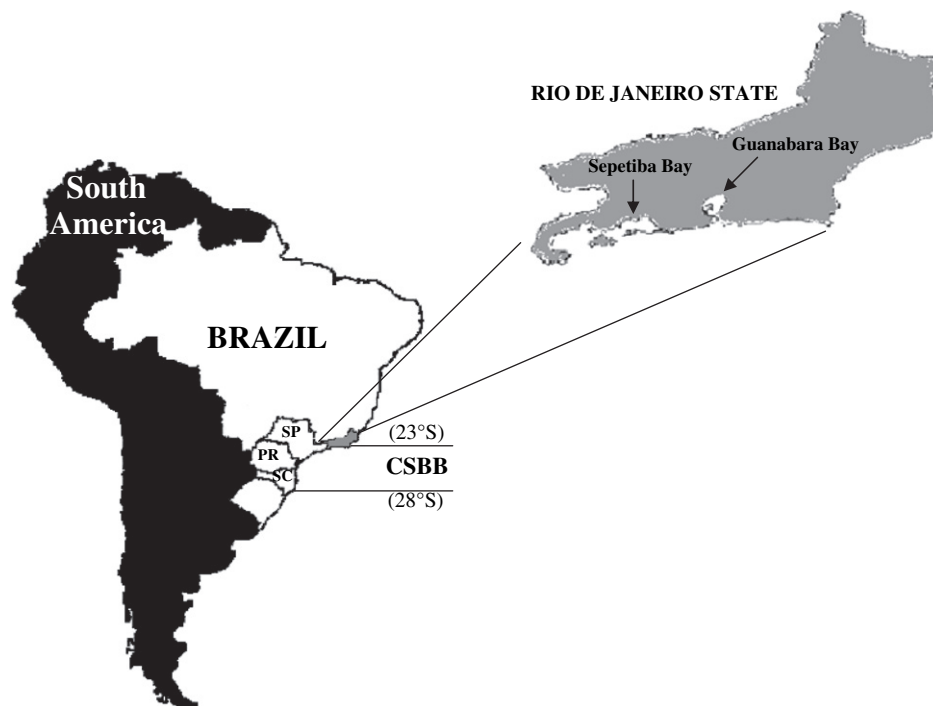 RIO DE JANEIRO STATE
Guanabara Bay
Sepetiba Bay
South
America
BRAZIL
SP
(23°S)
PR
CSBB
SC
(28°S)